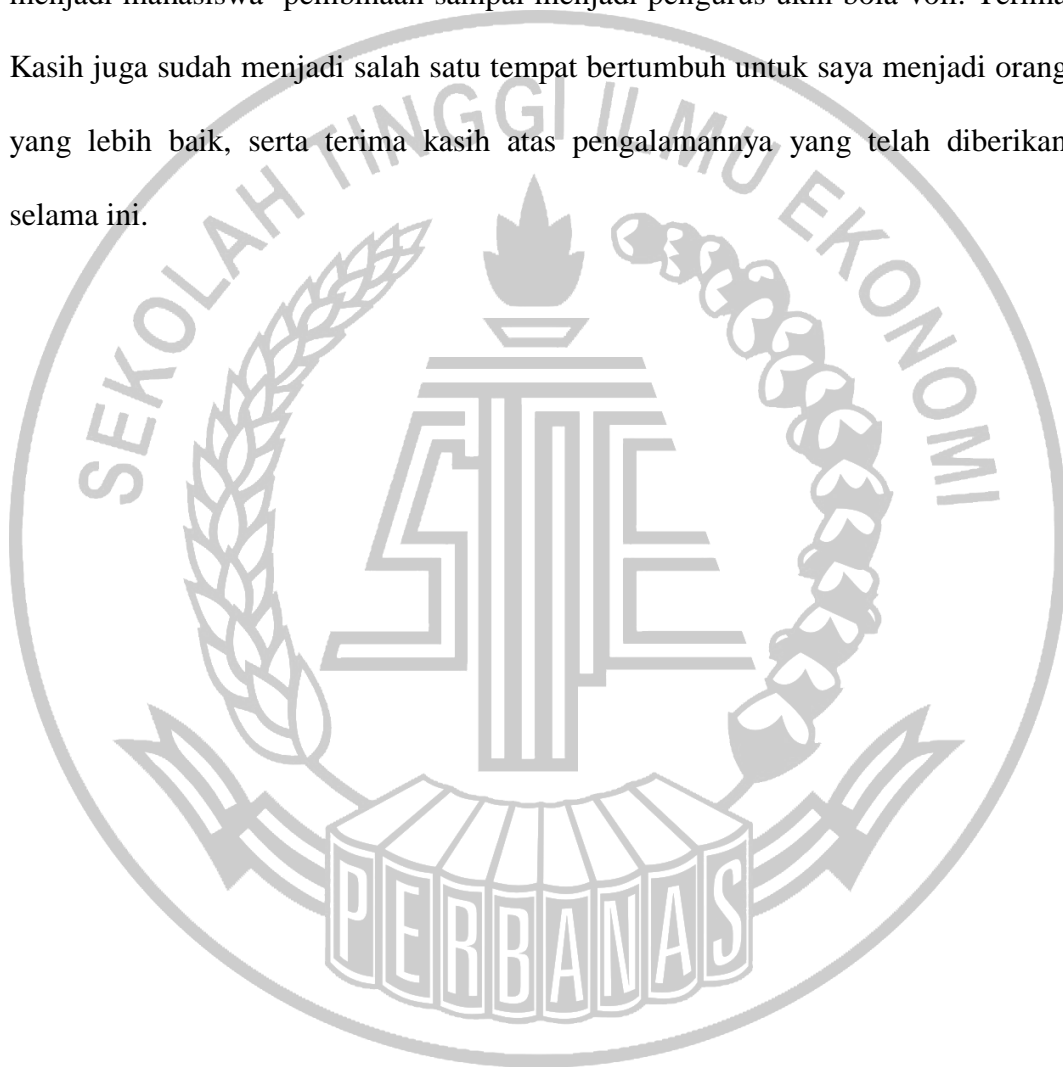 menjadi mahasiswa pembinaan sampai menjadi pengurus ukm bola voli. Terima
Kasih juga sudah menjadi salah satu tempat bertumbuh untuk saya menjadi orang
yang lebih baik, serta terima kasih atas pengalamannya yang telah diberikan
selama ini.
SEKOLAH TINGGI ILMU EKONOMI
STIE
PERBANAS